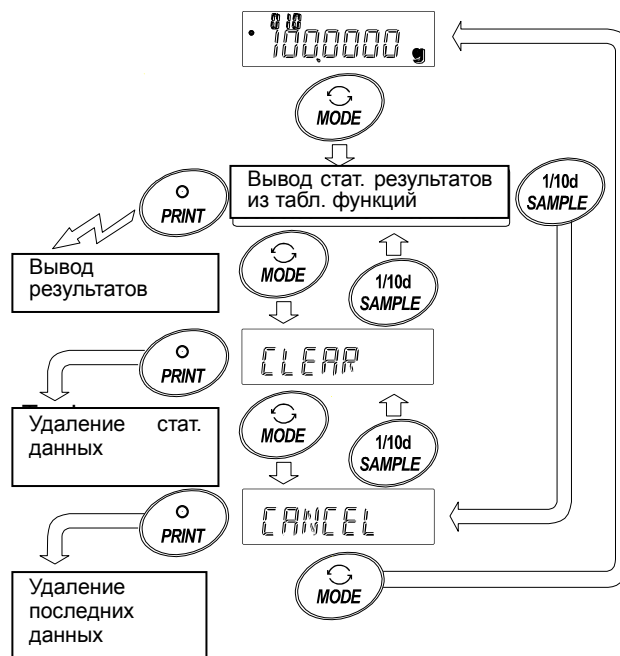 010
100.0000 g
MODE
Вывод стат. результатов
из табл. функций
PRINT
1/10d
SAMPLE
Вывод
результатов
MODE
1/10d
SAMPLE
CLEAR
PRINT
Удаление стат.
данных
MODE
1/10d
SAMPLE
CANCEL
PRINT
Удаление
последних
данных
MODE